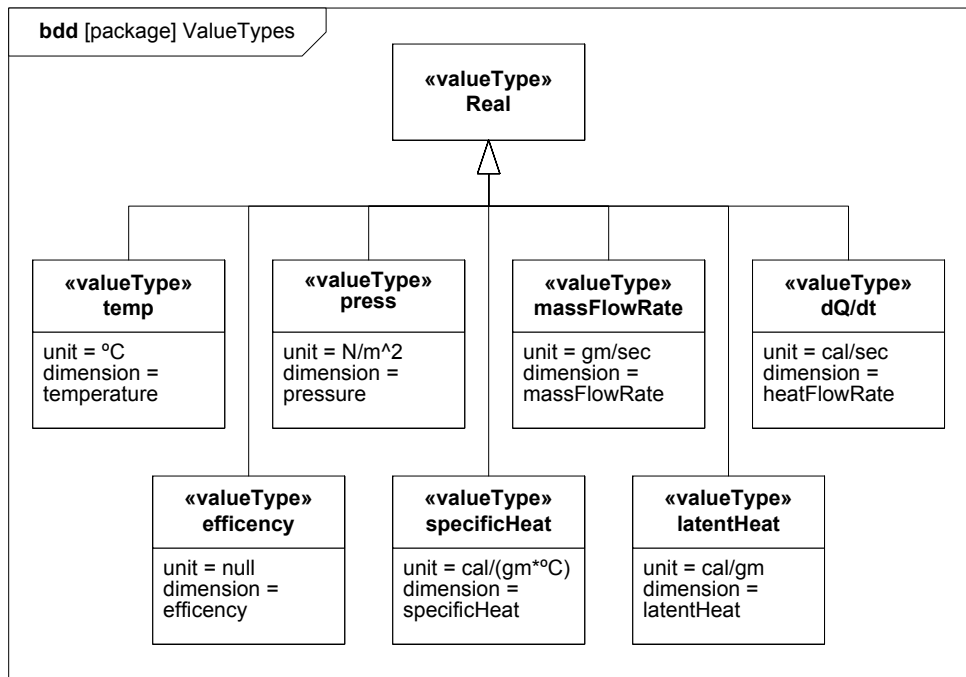 bdd [package] ValueTypes
«valueType»
Real
«valueType»
temp
unit = ºC
dimension =
temperature
«valueType»
press
unit = N/m^2
dimension =
pressure
«valueType»
massFlowRate
unit = gm/sec
dimension =
massFlowRate
«valueType»
dQ/dt
unit = cal/sec
dimension =
heatFlowRate
«valueType»
efficency
unit = null
dimension =
efficency
«valueType»
specificHeat
unit = cal/(gm*ºC)
dimension =
specificHeat
«valueType»
latentHeat
unit = cal/gm
dimension =
latentHeat